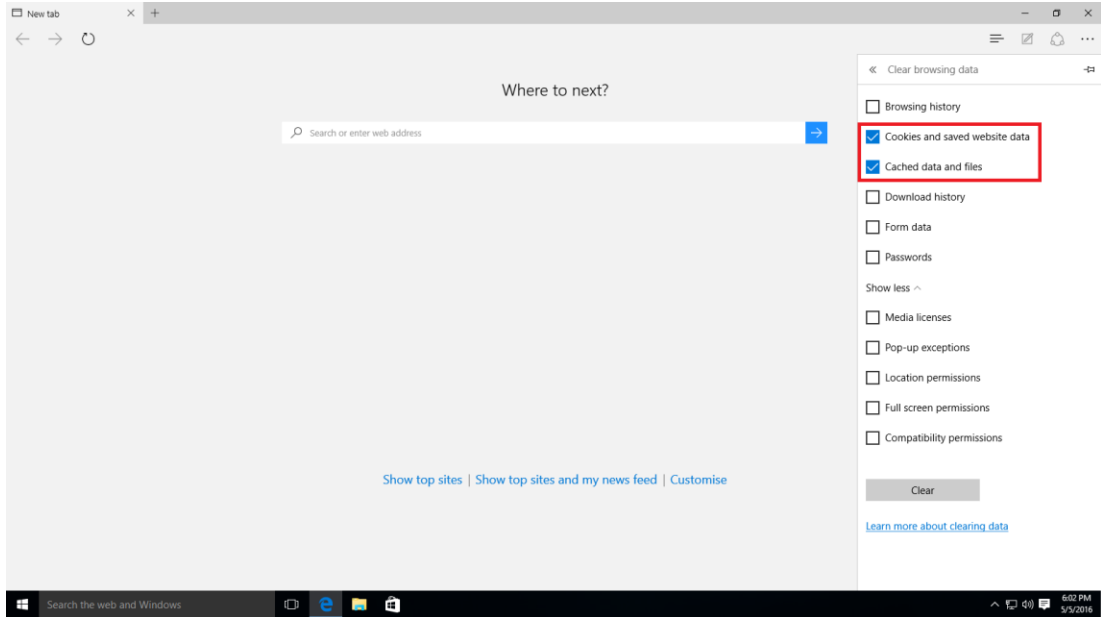 New tab
Where to next?
Search or enter web address
Clear browsing data
Browsing history
Cookies and saved website data
Cached data and files
Download history
Form data
Passwords
Show less
Media licenses
Pop-up exceptions
Location permissions
Full screen permissions
Compatibility permissions
Clear
Learn more about clearing data
Show top sites | Show top sites and my news feed | Customise
Search the web and Windows
6:02 PM
5/5/2016